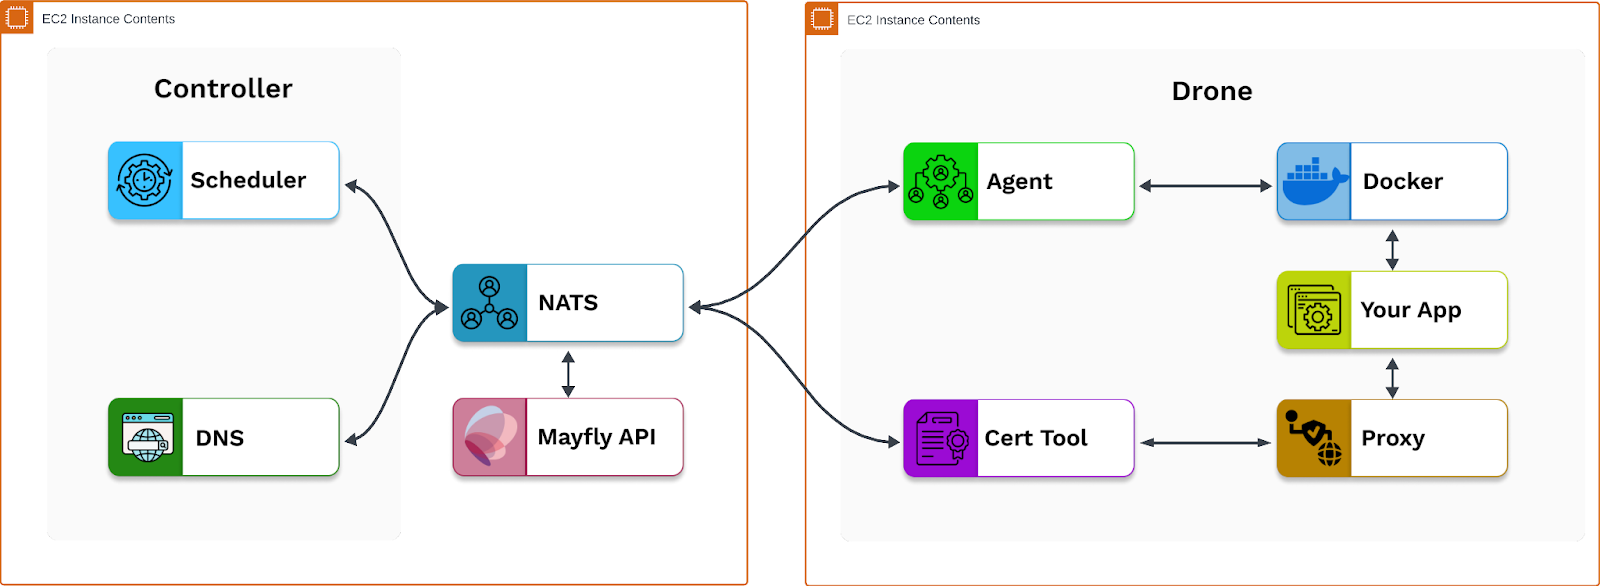 EC2 Instance Contents
Controller
Scheduler
NATS
DNS
Mayfly API
EC2 Instance Contents
Drone
Agent
Docker
Your App
Cert Tool
Proxy